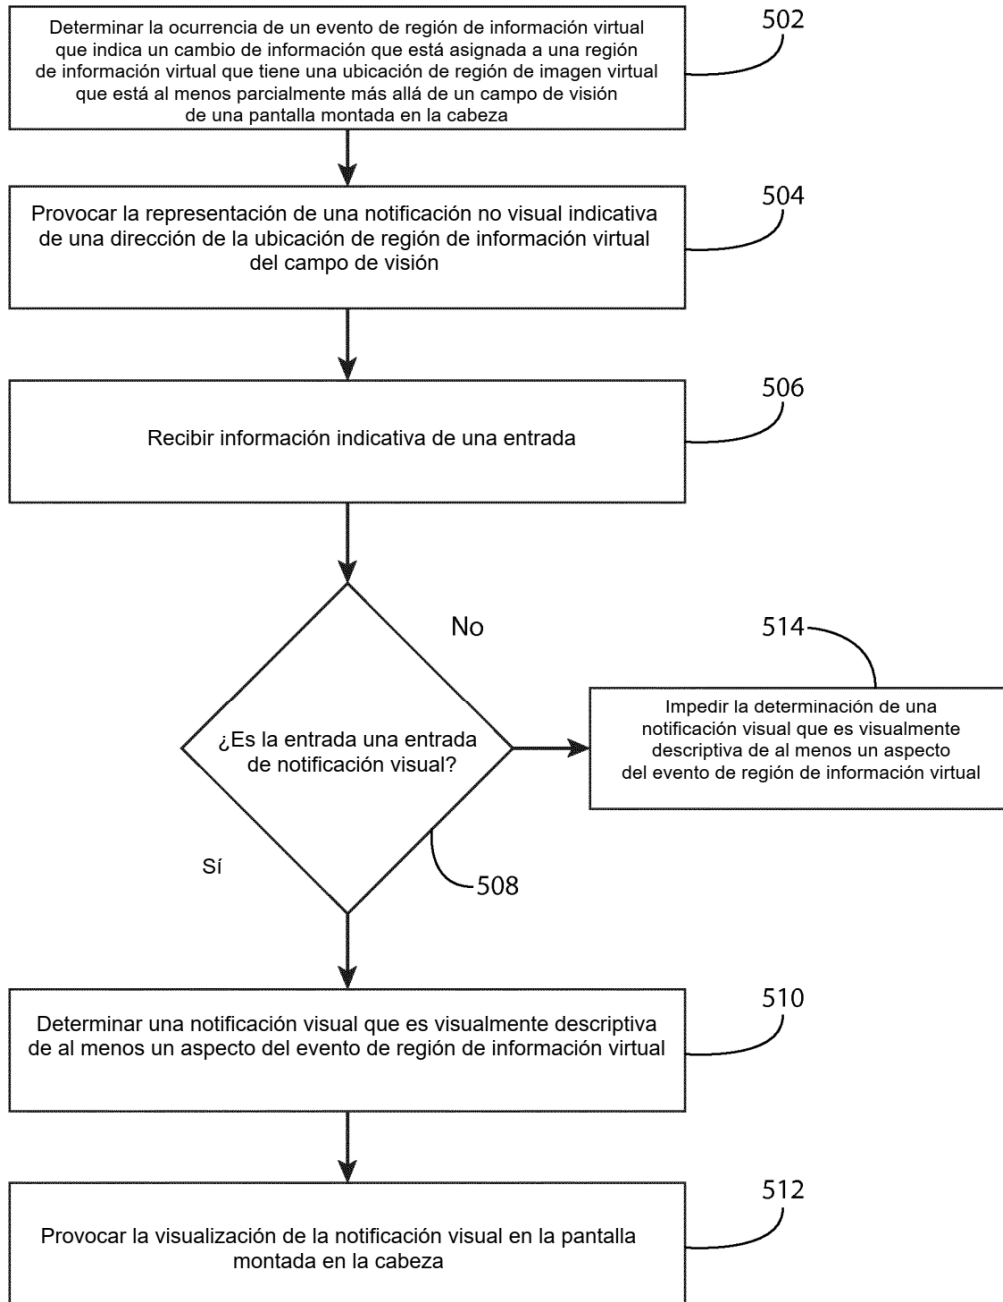 Determinar la ocurrencia de un evento de región de información virtual
que indica un cambio de información que está asignada a una región
de información virtual que tiene una ubicación de región de imagen virtual
que está al menos parcialmente más allá de un campo de visión
de una pantalla montada en la cabeza
502
Provocar la representación de una notificación no visual indicativa
de una dirección de la ubicación de región de información virtual
del campo de visión
504
Recibir información indicativa de una entrada
506
¿Es la entrada una entrada
de notificación visual?
508
No
Impedir la determinación de una
notificación visual que es visualmente
descriptiva de al menos un aspecto
del evento de región de información virtual
514
Sí
Determinar una notificación visual que es visualmente descriptiva
de al menos un aspecto del evento de región de información virtual
510
Provocar la visualización de la notificación visual en la pantalla
montada en la cabeza
512